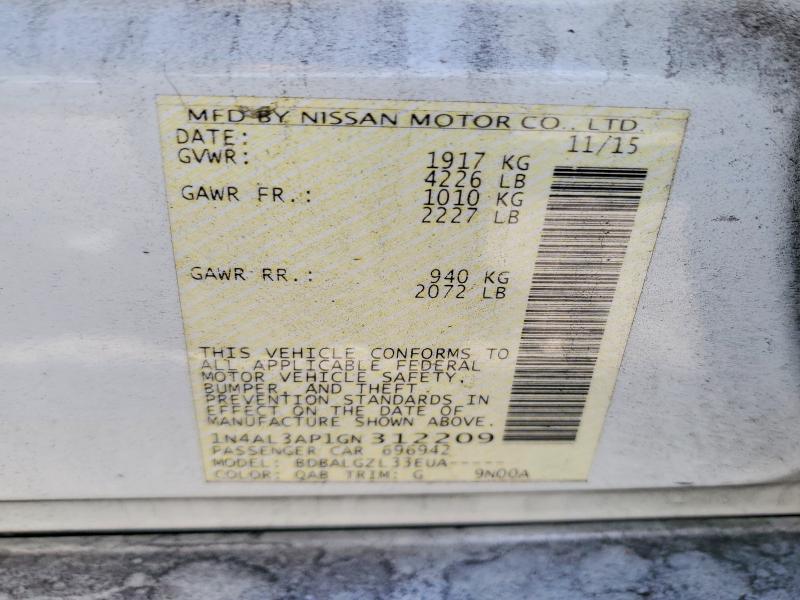 MFD BY NISSAN MOTOR CO., LTD.
DATE: 11/15
GVWR: 1917 KG
4226 LB
GAWR FR.: 1010 KG
2227 LB
GAWR RR.: 940 KG
2072 LB
THIS VEHICLE CONFORMS TO
ALL APPLICABLE FEDERAL
MOTOR VEHICLE SAFETY,
BUMPER, AND THEFT
PREVENTION STANDARDS IN
EFFECT ON THE DATE OF
MANUFACTURE SHOWN ABOVE.
1N4AL3AP1GN312209
PASSENGER CAR 696942
MODEL: BDBALGZL33EUA-----
COLOR: QAB TRIM: G 9N00A